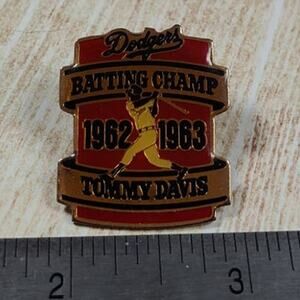 Dodgers
BATTING CHAMP
1962 1963
TOMMY DAVIS
2 3